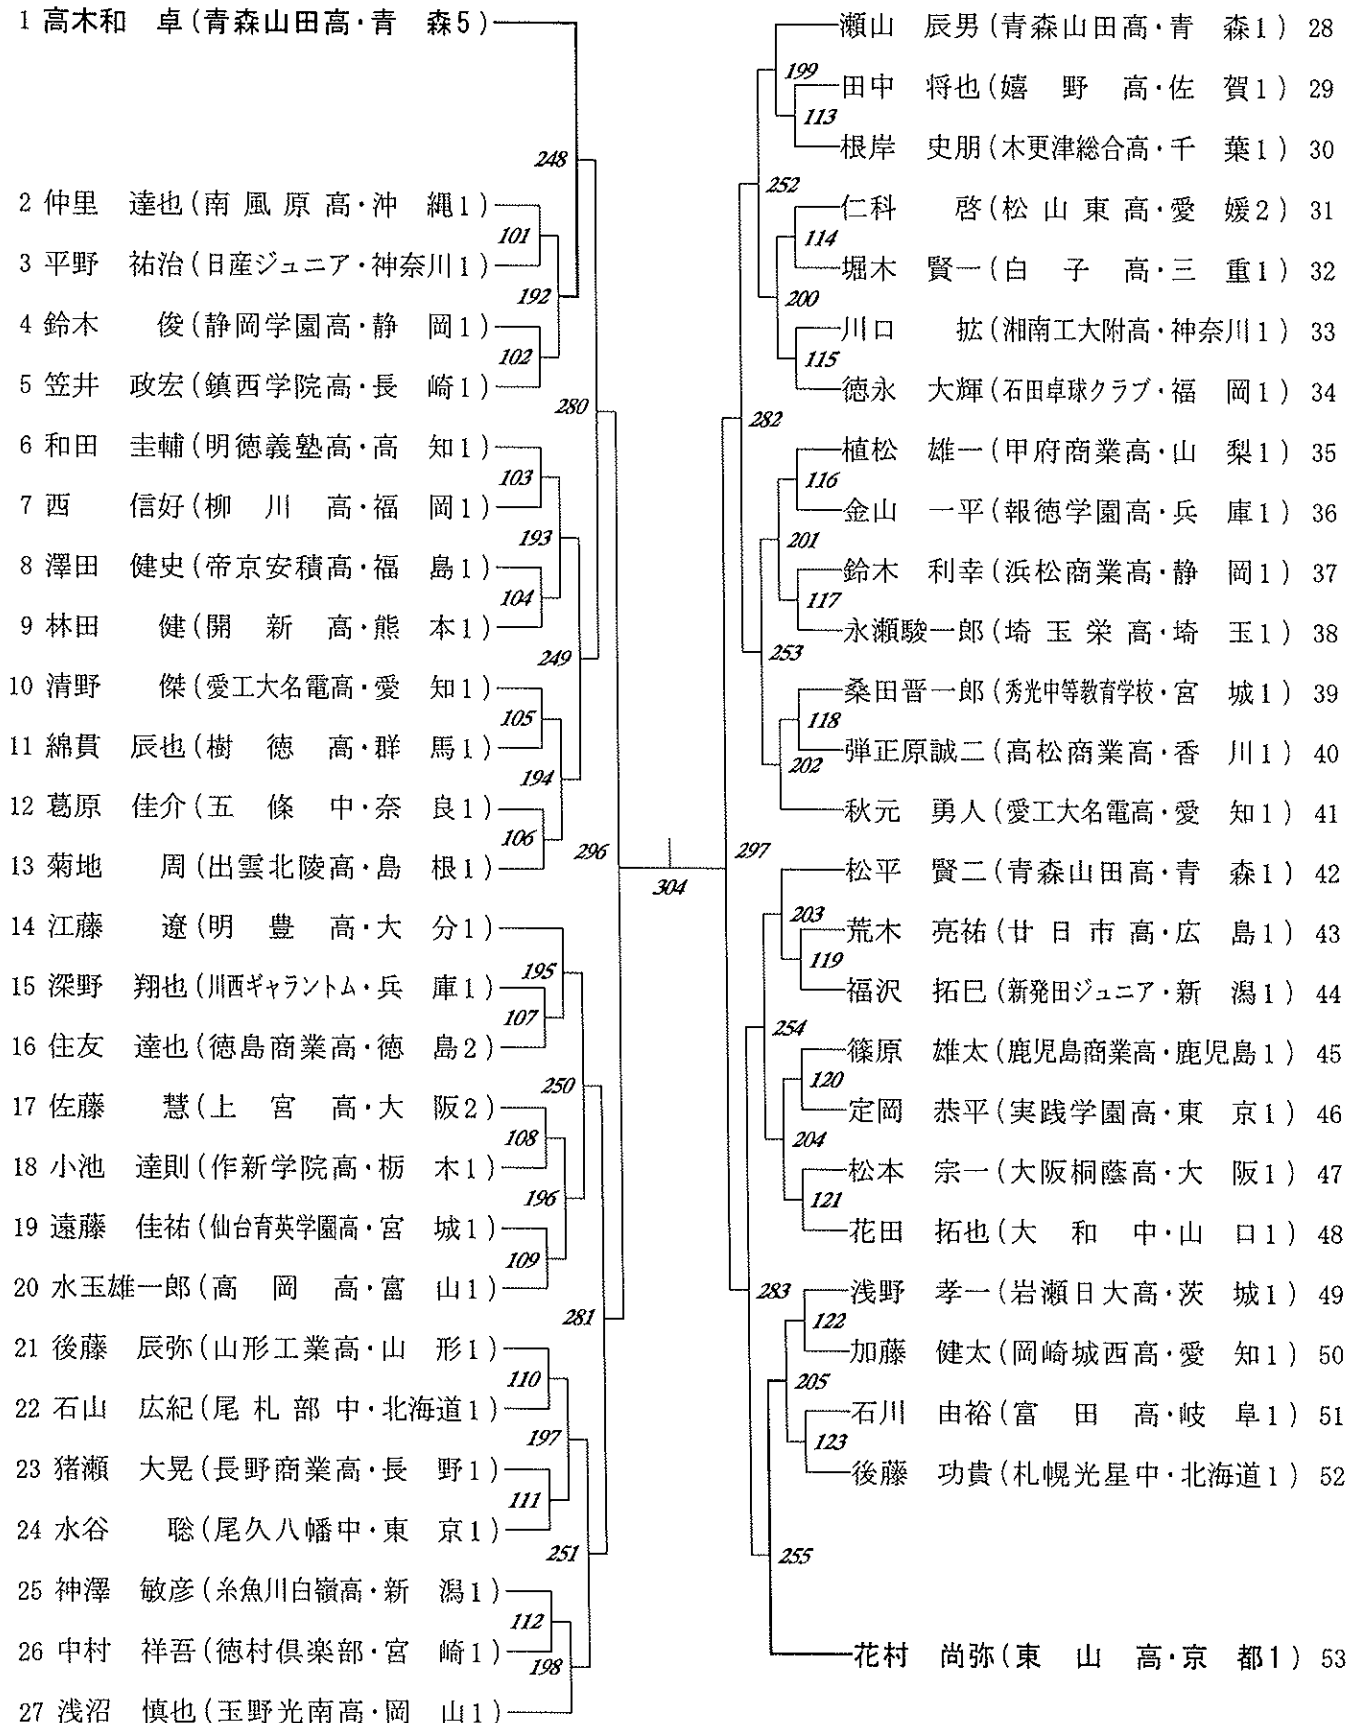 1 高木和 卓(青森山田高・青 森5)
248
2 仲里 達也(南風原高・沖 縄1)
101
3 平野 祐治(日産ジュニア・神奈川1)
192
4 鈴木 俊(静岡学園高・静 岡1)
102
5 笠井 政宏(鎮西学院高・長 崎1)
280
6 和田 圭輔(明徳義塾高・高 知1)
103
7 西 信好(柳川高・福 岡1)
193
8 澤田 健史(帝京安積高・福 島1)
104
9 林田 健(開新高・熊 本1)
249
10 清野 傑(愛工大名電高・愛 知1)
105
11 綿貫 辰也(樹徳高・群 馬1)
194
12 葛原 佳介(五條中・奈 良1)
106
296
13 菊地 周(出雲北陵高・島 根1)
304
14 江藤 遼(明豊高・大 分1)
195
15 深野 翔也(川西ギャラントム・兵 庫1)
107
16 住友 達也(徳島商業高・徳 島2)
250
17 佐藤 慧(上宮高・大 阪2)
108
18 小池 達則(作新学院高・栃 木1)
196
19 遠藤 佳祐(仙台育英学園高・宮 城1)
109
20 水玉雄一郎(高岡高・富 山1)
281
21 後藤 辰弥(山形工業高・山 形1)
110
22 石山 広紀(尾札部中・北海道1)
197
23 猪瀬 大晃(長野商業高・長 野1)
111
24 水谷 聡(尾久八幡中・東 京1)
251
25 神澤 敏彦(糸魚川白嶺高・新 潟1)
112
26 中村 祥吾(徳村倶楽部・宮 崎1)
198
27 浅沼 慎也(玉野光南高・岡 山1)
瀬山 辰男(青森山田高・青 森1) 28
199
田中 将也(嬉野高・佐 賀1) 29
113
根岸 史朋(木更津総合高・千 葉1) 30
252
仁科 啓(松山東高・愛 媛2) 31
114
堀木 賢一(白子高・三 重1) 32
200
川口 拡(湘南工大附高・神奈川1) 33
115
徳永 大輝(石田卓球クラブ・福 岡1) 34
282
植松 雄一(甲府商業高・山 梨1) 35
116
金山 一平(報徳学園高・兵 庫1) 36
201
鈴木 利幸(浜松商業高・静 岡1) 37
117
永瀬駿一郎(埼玉栄高・埼 玉1) 38
253
桑田晋一郎(秀光中等教育学校・宮 城1) 39
118
弾正原誠二(高松商業高・香 川1) 40
202
秋元 勇人(愛工大名電高・愛 知1) 41
297
松平 賢二(青森山田高・青 森1) 42
203
荒木 亮祐(廿日市高・広 島1) 43
119
福沢 拓巳(新発田ジュニア・新 潟1) 44
254
篠原 雄太(鹿児島商業高・鹿児島1) 45
120
定岡 恭平(実践学園高・東 京1) 46
204
松本 宗一(大阪桐蔭高・大 阪1) 47
121
花田 拓也(大和中・山 口1) 48
283
浅野 孝一(岩瀬日大高・茨 城1) 49
122
加藤 健太(岡崎城西高・愛 知1) 50
205
石川 由裕(富田高・岐 阜1) 51
123
後藤 功貴(札幌光星中・北海道1) 52
255
花村 尚弥(東山高・京 都1) 53